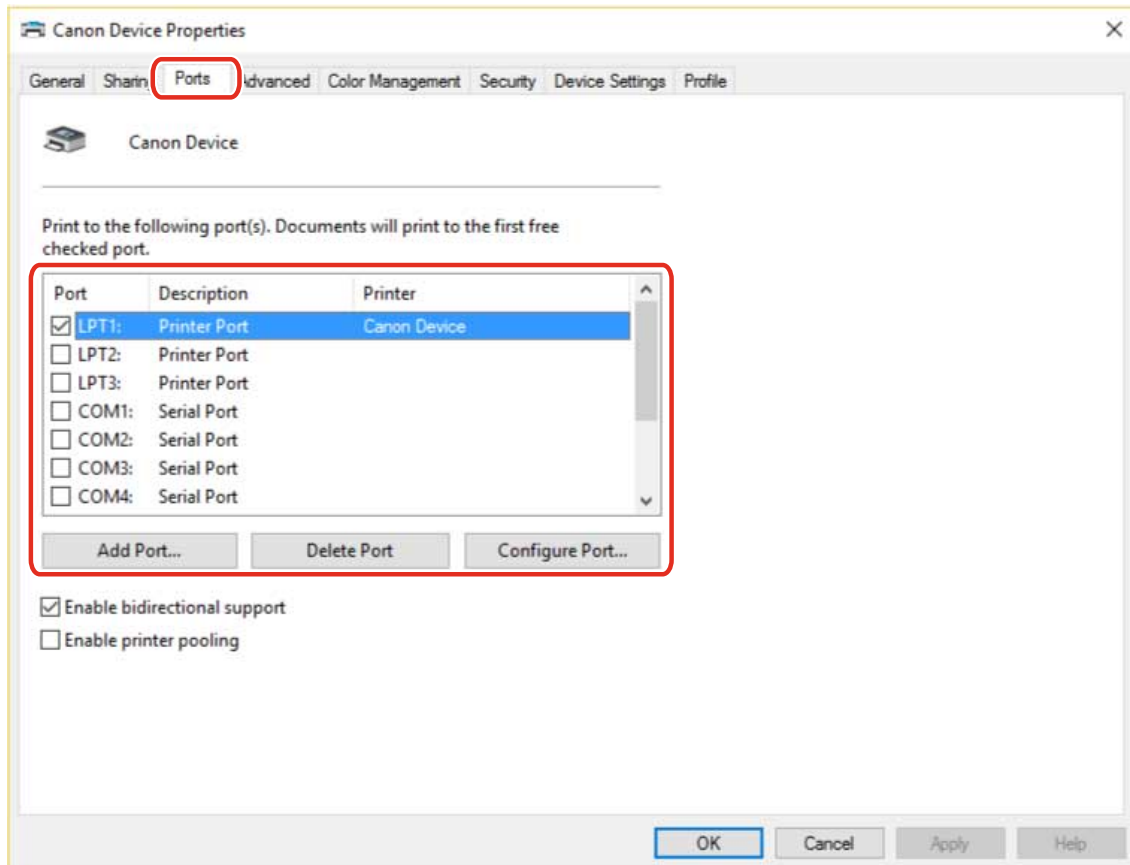 Canon Device Properties
General Sharing Ports Advanced Color Management Security Device Settings Profile
Canon Device
Print to the following port(s). Documents will print to the first free
checked port.
Port Description Printer
LPT1: Printer Port Canon Device
LPT2: Printer Port
LPT3: Printer Port
COM1: Serial Port
COM2: Serial Port
COM3: Serial Port
COM4: Serial Port
Add Port... Delete Port Configure Port...
Enable bidirectional support
Enable printer pooling
OK Cancel Apply Help